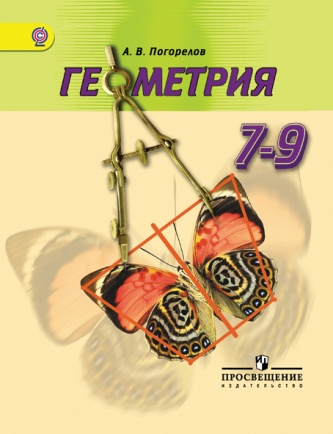 А. В. Погорелов
ГЕОМЕТРИЯ
7-9
ПРОСВЕЩЕНИЕ
ИЗДАТЕЛЬСТВО